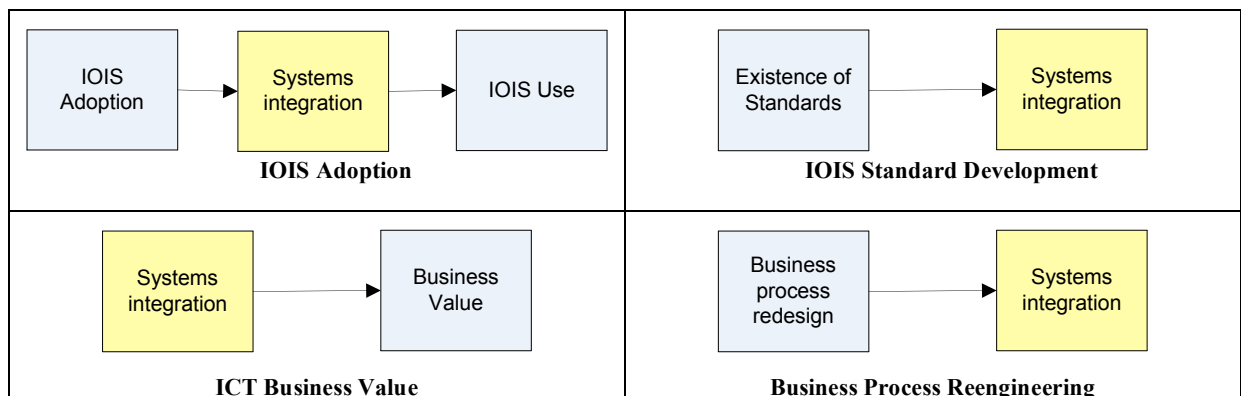 IOIS
Adoption
Systems
integration
IOIS Use
IOIS Adoption
Existence of
Standards
Systems
integration
IOIS Standard Development
Systems
integration
Business
Value
ICT Business Value
Business
process
redesign
Systems
integration
Business Process Reengineering